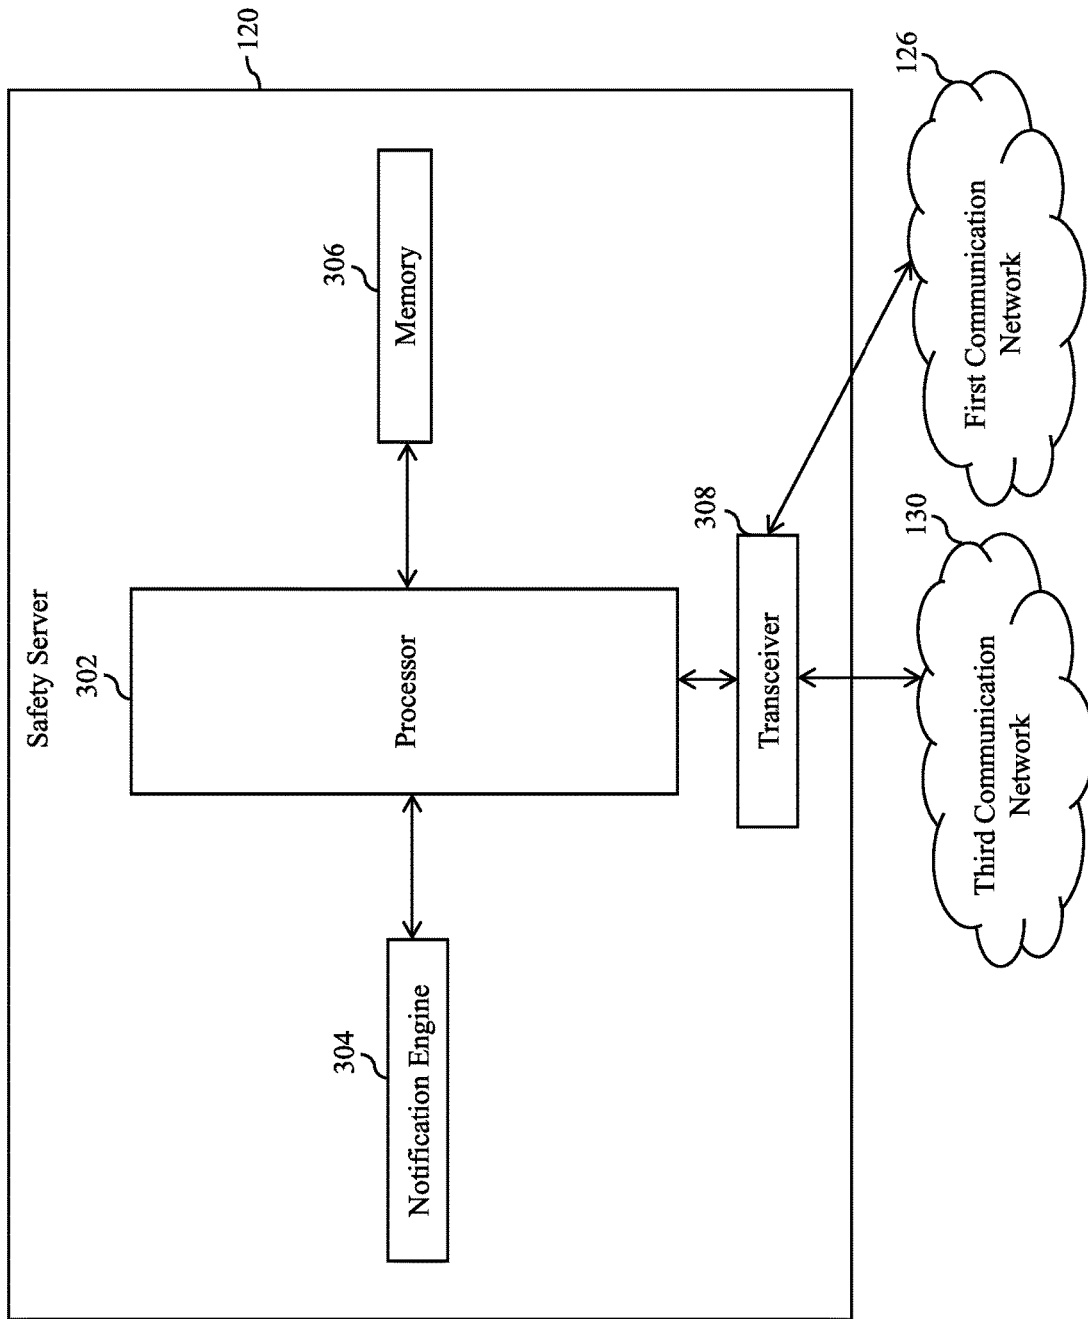 Safety Server
120
302
Processor
304
Notification Engine
306
Memory
308
Transceiver
130
Third Communication
Network
126
First Communication
Network